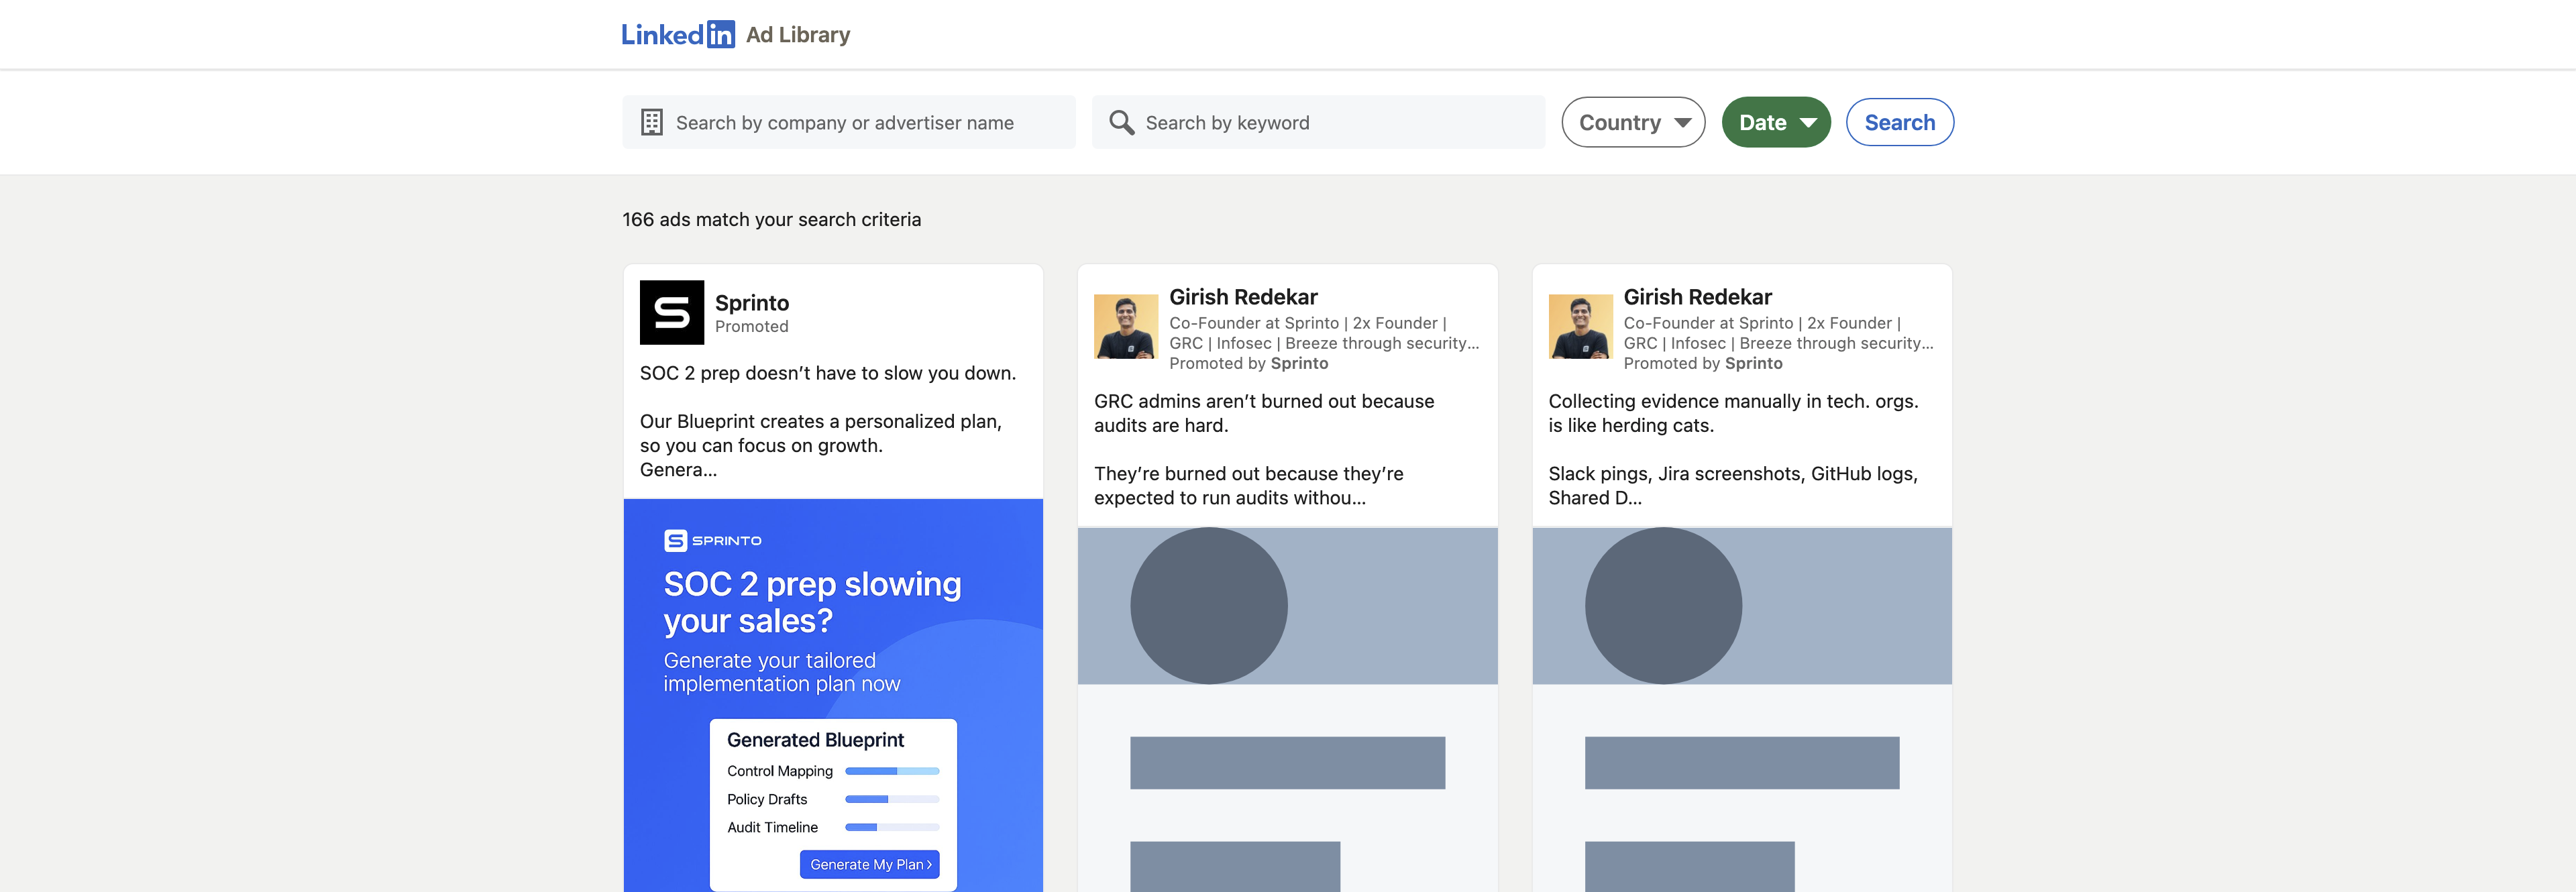 Linked in Ad Library
Search by company or advertiser name
Search by keyword
Country
Date
Search
166 ads match your search criteria
Sprinto
Promoted
SOC 2 prep doesn’t have to slow you down.
Our Blueprint creates a personalized plan,
so you can focus on growth.
Genera...
SPRINTO
SOC 2 prep slowing
your sales?
Generate your tailored
implementation plan now
Generated Blueprint
Control Mapping
Policy Drafts
Audit Timeline
Generate My Plan >
Girish Redekar
Co-Founder at Sprinto | 2x Founder |
GRC | Infosec | Breeze through security...
Promoted by Sprinto
GRC admins aren’t burned out because
audits are hard.
They’re burned out because they’re
expected to run audits withou...
Girish Redekar
Co-Founder at Sprinto | 2x Founder |
GRC | Infosec | Breeze through security...
Promoted by Sprinto
Collecting evidence manually in tech. orgs.
is like herding cats.
Slack pings, Jira screenshots, GitHub logs,
Shared D...